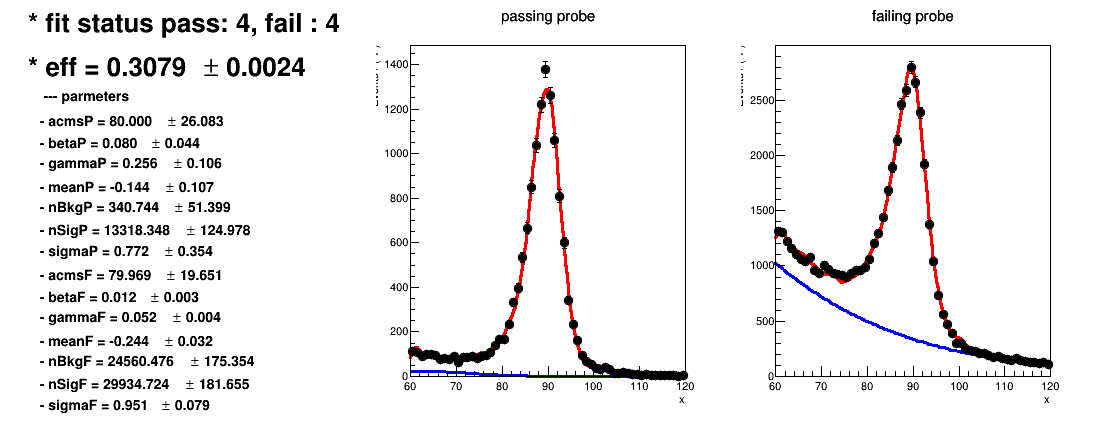 * fit status pass: 4, fail : 4
* eff = 0.3079 ± 0.0024
--- parmeters
- acmsP = 80.000 ± 26.083
- betaP = 0.080 ± 0.044
- gammaP = 0.256 ± 0.106
- meanP = -0.144 ± 0.107
- nBkgP = 340.744 ± 51.399
- nSigP = 13318.348 ± 124.978
- sigmaP = 0.772 ± 0.354
- acmsF = 79.969 ± 19.651
- betaF = 0.012 ± 0.003
- gammaF = 0.052 ± 0.004
- meanF = -0.244 ± 0.032
- nBkgF = 24560.476 ± 175.354
- nSigF = 29934.724 ± 181.655
- sigmaF = 0.951 ± 0.079
passing probe
1400
1200
1000
800
600
400
200
0
60 70 80 90 100 110 120
x
failing probe
2500
2000
1500
1000
500
0
60 70 80 90 100 110 120
x